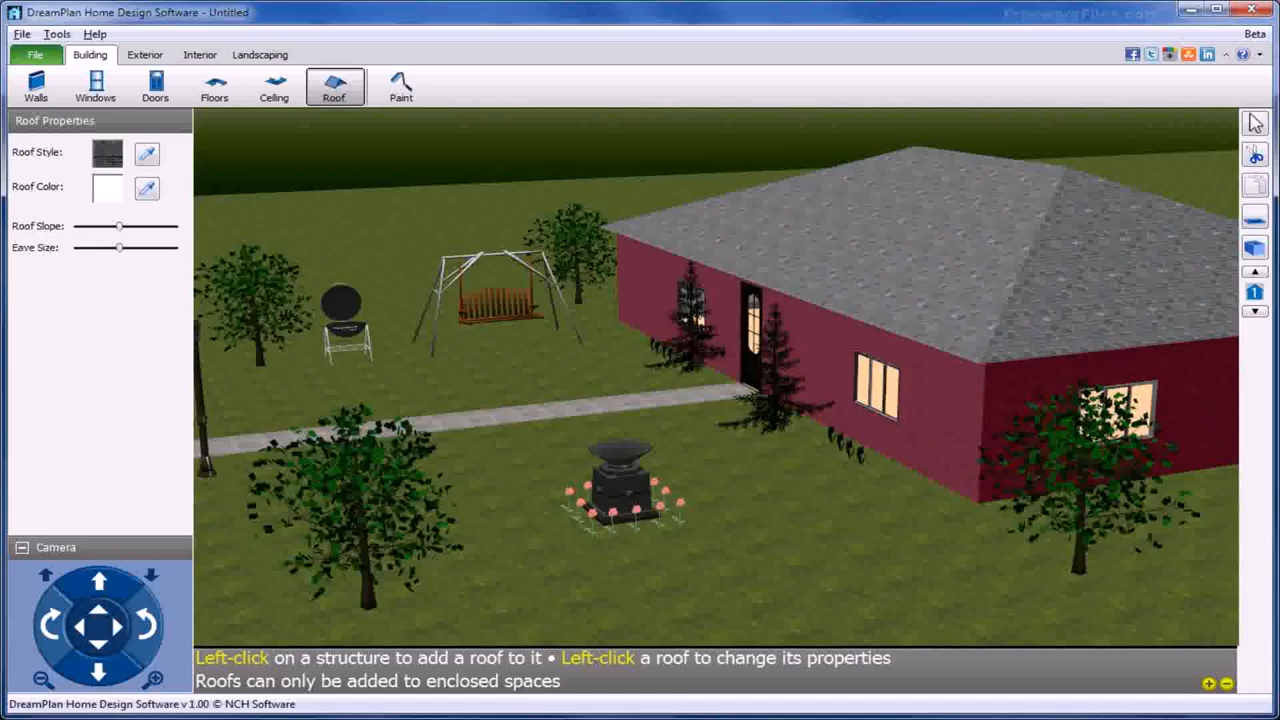 DreamPlan Home Design Software - Untitled
FreewareFiles.com
File Tools Help
Beta
File Building Exterior Interior Landscaping
Walls Windows Doors Floors Ceiling Roof Paint
Roof Properties
Roof Style:
Roof Color:
Roof Slope:
Eave Size:
1
Camera
Left-click on a structure to add a roof to it • Left-click a roof to change its properties
Roofs can only be added to enclosed spaces
DreamPlan Home Design Software v 1.00 © NCH Software